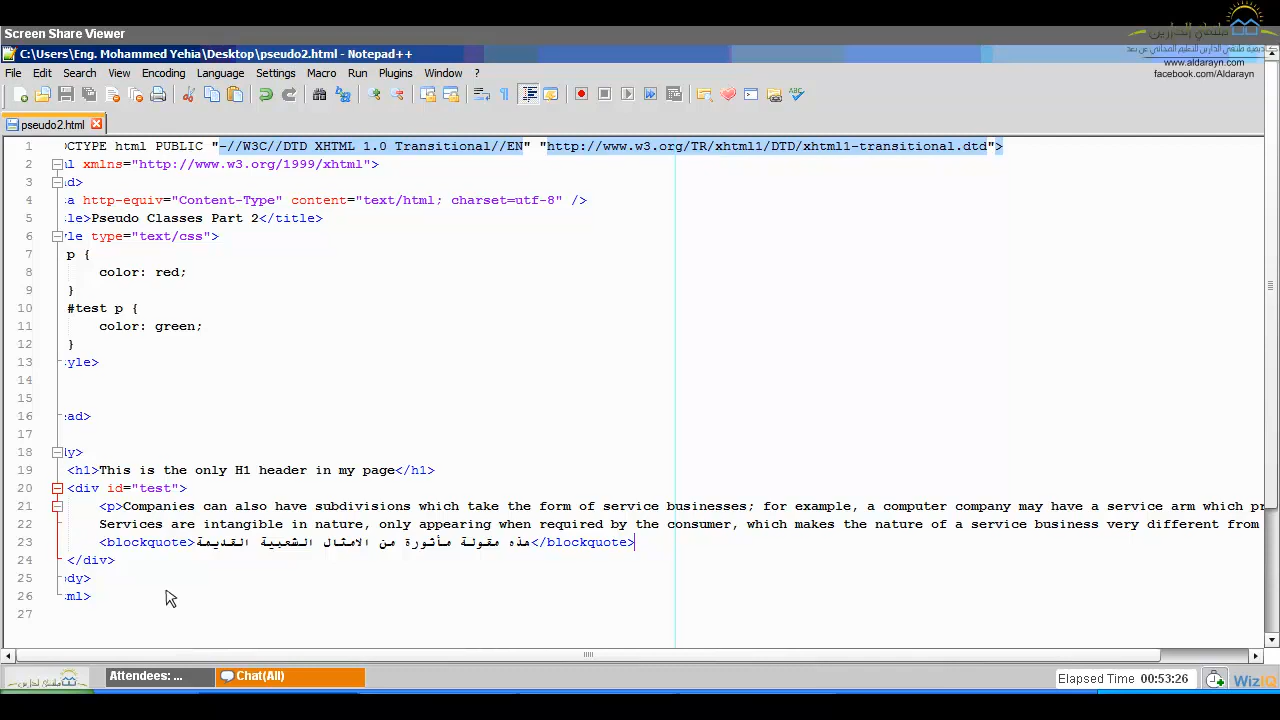 Screen Share Viewer
C:\Users\Eng. Mohammed Yehia\Desktop\pseudo2.html - Notepad++
www.aldarayn.com
facebook.com/Aldarayn
File Edit Search View Encoding Language Settings Macro Run Plugins Window ?
pseudo2.html
1 OCTYPE html PUBLIC "-//W3C//DTD XHTML 1.0 Transitional//EN" "http://www.w3.org/TR/xhtml1/DTD/xhtml1-transitional.dtd">
2 ml xmlns="http://www.w3.org/1999/xhtml">
3 ad>
4 a http-equiv="Content-Type" content="text/html; charset=utf-8" />
5 le>Pseudo Classes Part 2</title>
6 yle type="text/css">
7 p {
8 color: red;
9 }
10 #test p {
11 color: green;
12 }
13 yle>
14
15
16 ad>
17
18 dy>
19 <h1>This is the only H1 header in my page</h1>
20 <div id="test">
21 <p>Companies can also have subdivisions which take the form of service businesses; for example, a computer company may have a service arm which pr
22 Services are intangible in nature, only appearing when required by the consumer, which makes the nature of a service business very different from
23 <blockquote>هذه مقولة مأثورة من الامثال الشعبية القديمة</blockquote>
24 </div>
25 dy>
26 ml>
27
Attendees: ...
Chat(All)
Elapsed Time 00:53:26
WizIQ